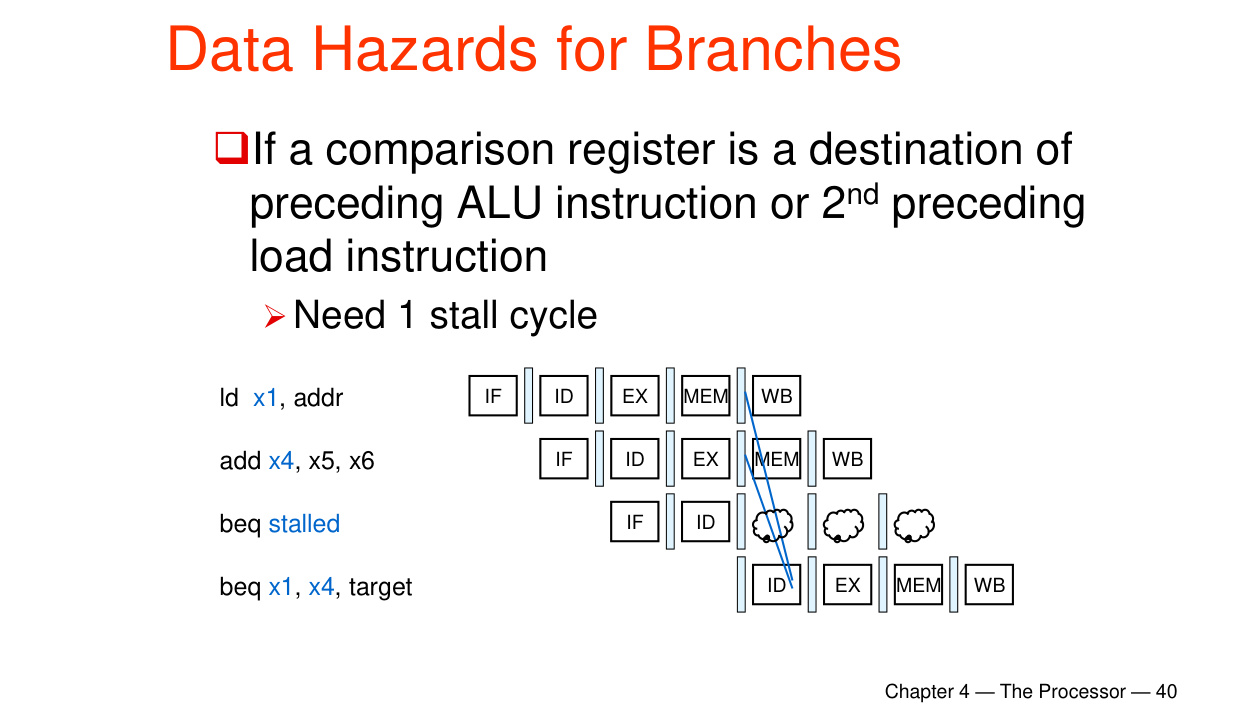 Data Hazards for Branches
If a comparison register is a destination of
preceding ALU instruction or 2nd preceding
load instruction
Need 1 stall cycle
ld x1, addr
IF ID EX MEM WB
add x4, x5, x6
IF ID EX MEM WB
beq stalled
IF ID
beq x1, x4, target
ID EX MEM WB
Chapter 4 — The Processor — 40